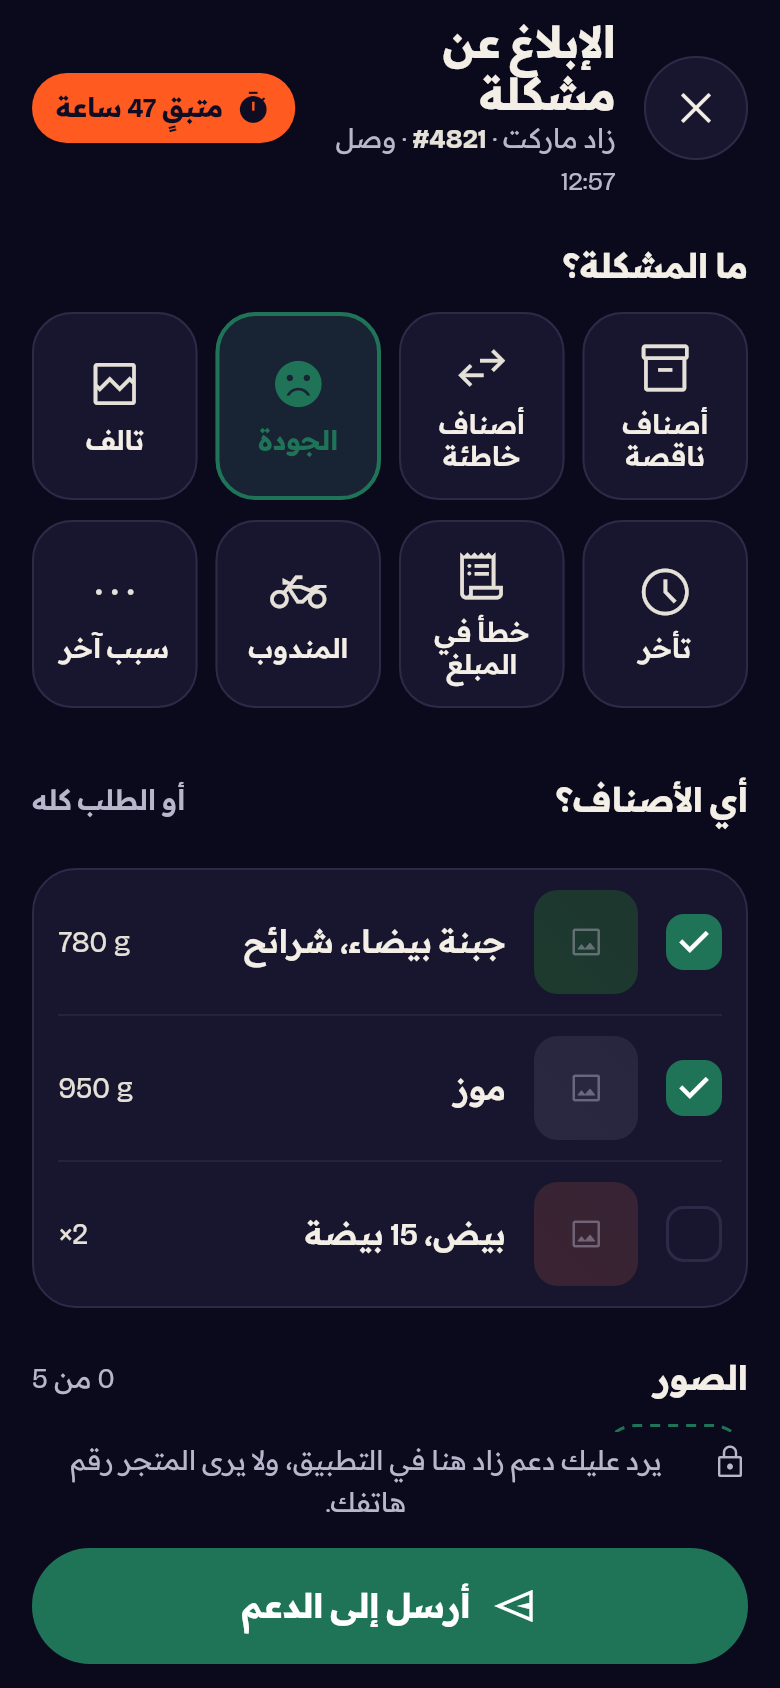 الإبلاغ عن
مشكلة
زاد ماركت · #4821 · وصل
12:57
متبقٍ 47 ساعة
ما المشكلة؟
أصناف
ناقصة
أصناف
خاطئة
الجودة
تالف
تأخر
خطأ في
المبلغ
المندوب
سبب آخر
أي الأصناف؟
أو الطلب كله
جبنة بيضاء، شرائح
780 g
موز
950 g
بيض، 15 بيضة
×2
الصور
0 من 5
يرد عليك دعم زاد هنا في التطبيق، ولا يرى المتجر رقم
هاتفك.
أرسل إلى الدعم